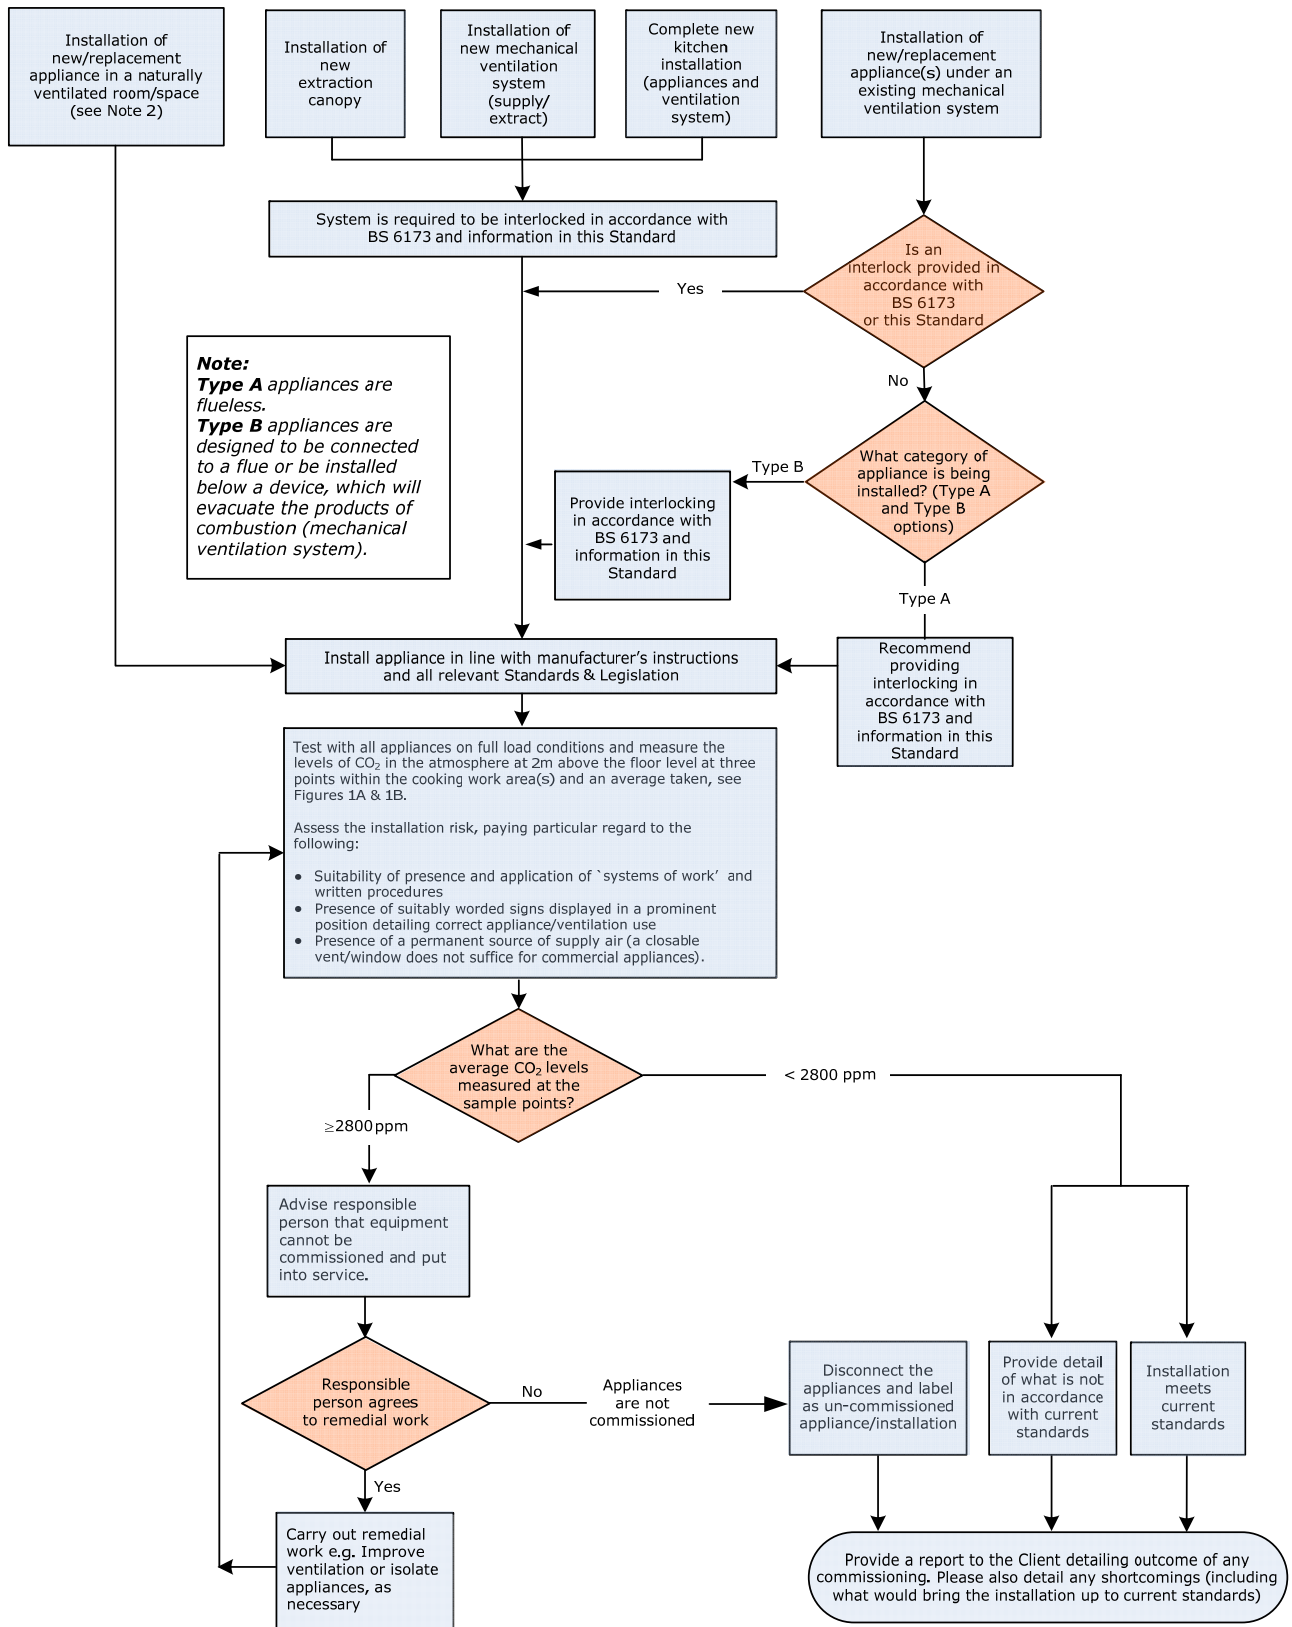 Installation of
new/replacement
appliance in a naturally
ventilated room/space
(see Note 2)
Installation of
new
extraction
canopy
Installation of
new mechanical
ventilation
system
(supply/
extract)
Complete new
kitchen
installation
(appliances and
ventilation
system)
Installation of
new/replacement
appliance(s) under an
existing mechanical
ventilation system
System is required to be interlocked in accordance with
BS 6173 and information in this Standard
Is an
interlock provided in
accordance with
BS 6173
or this Standard
Yes
No
Note:
Type A appliances are
flueless.
Type B appliances are
designed to be connected
to a flue or be installed
below a device, which will
evacuate the products of
combustion (mechanical
ventilation system).
What category of
appliance is being
installed? (Type A
and Type B
options)
Type B
Provide interlocking
in accordance with
BS 6173 and
information in this
Standard
Type A
Recommend
providing
interlocking in
accordance with
BS 6173 and
information in this
Standard
Install appliance in line with manufacturer's instructions
and all relevant Standards & Legislation
Test with all appliances on full load conditions and measure the
levels of CO₂ in the atmosphere at 2m above the floor level at three
points within the cooking work area(s) and an average taken, see
Figures 1A & 1B.
Assess the installation risk, paying particular regard to the
following:
● Suitability of presence and application of `systems of work' and
written procedures
● Presence of suitably worded signs displayed in a prominent
position detailing correct appliance/ventilation use
● Presence of a permanent source of supply air (a closable
vent/window does not suffice for commercial appliances).
What are the
average CO₂ levels
measured at the
sample points?
< 2800 ppm
≥2800ppm
Advise responsible
person that equipment
cannot be
commissioned and put
into service.
Responsible
person agrees
to remedial work
No
Appliances
are not
commissioned
Disconnect the
appliances and label
as un-commissioned
appliance/installation
Provide detail
of what is not
in accordance
with current
standards
Installation
meets
current
standards
Yes
Carry out remedial
work e.g. Improve
ventilation or isolate
appliances, as
necessary
Provide a report to the Client detailing outcome of any
commissioning. Please also detail any shortcomings (including
what would bring the installation up to current standards)